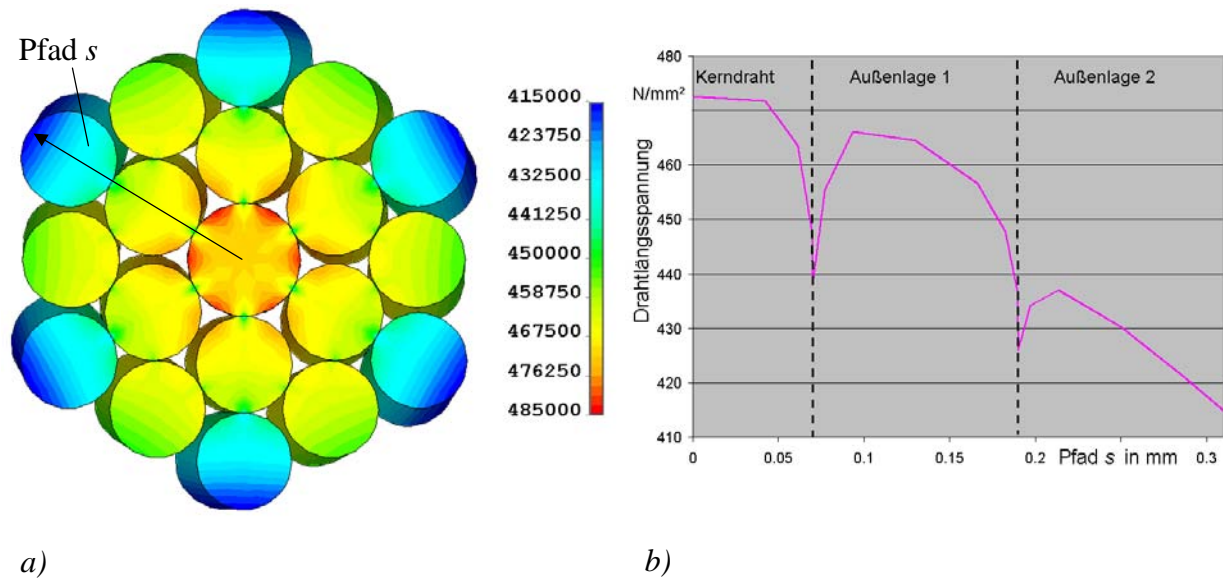 Pfad s
415000
423750
432500
441250
450000
458750
467500
476250
485000
480
N/mm²
460
450
440
430
420
410
Drahtlängsspannung
Kerndraht
Außenlage 1
Außenlage 2
0
0.05
0.1
0.15
0.2
Pfad s in mm
0.3
a)
b)